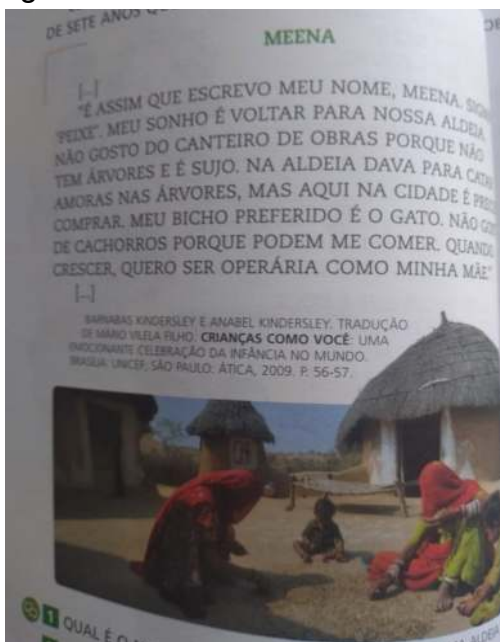 DE SETE ANOS
MEENA
[...]
"É ASSIM QUE ESCREVO MEU NOME, MEENA.
'PEIXE'. MEU SONHO É VOLTAR PARA NOSSA ALDEIA
NÃO GOSTO DO CANTEIRO DE OBRAS PORQUE NÃO
TEM ÁRVORES E É SUJO. NA ALDEIA DAVA PARA CATAR
AMORAS NAS ÁRVORES, MAS AQUI NA CIDADE É
COMPRAR. MEU BICHO PREFERIDO É O GATO. NÃO
DE CACHORROS PORQUE PODEM ME COMER. QUANDO
CRESCER, QUERO SER OPERÁRIA COMO MINHA MÃE."
[...]
BARNABAS KINDERSLEY E ANABEL KINDERSLEY. TRADUÇÃO
DE MÁRIO VILELA FILHO. CRIANÇAS COMO VOCÊ: UMA
EMOCIONANTE CELEBRAÇÃO DA INFÂNCIA NO MUNDO.
BRASÍLIA: UNICEF; SÃO PAULO: ÁTICA, 2009. P. 56-57.
1 QUAL É O